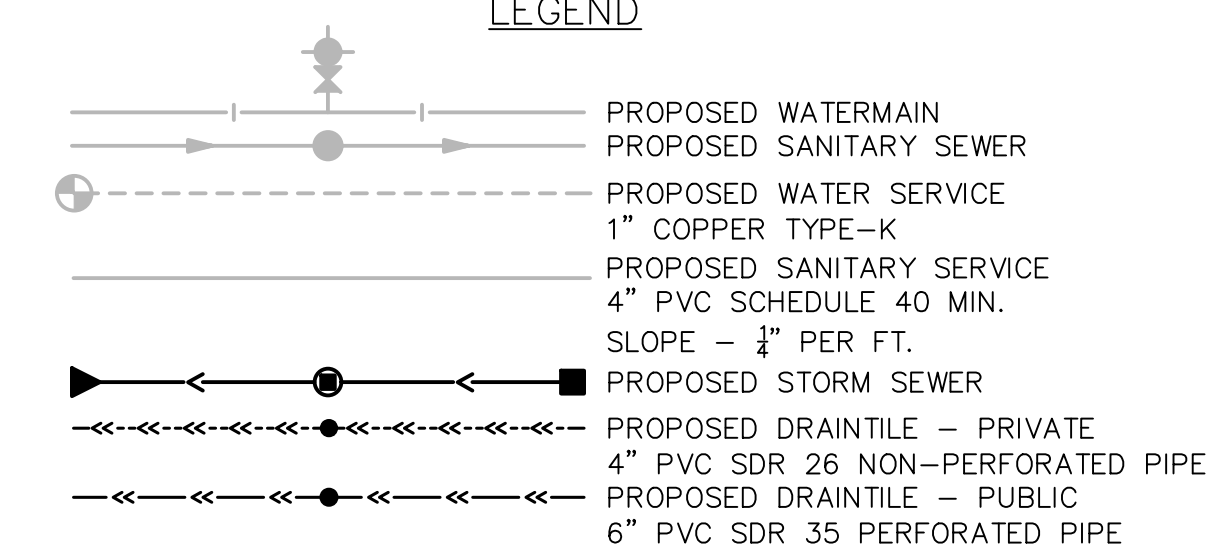 LEGEND
PROPOSED WATERMAIN
PROPOSED SANITARY SEWER
PROPOSED WATER SERVICE
1" COPPER TYPE-K
PROPOSED SANITARY SERVICE
4" PVC SCHEDULE 40 MIN.
SLOPE - 1/4" PER FT.
PROPOSED STORM SEWER
PROPOSED DRAINTILE - PRIVATE
4" PVC SDR 26 NON-PERFORATED PIPE
PROPOSED DRAINTILE - PUBLIC
6" PVC SDR 35 PERFORATED PIPE